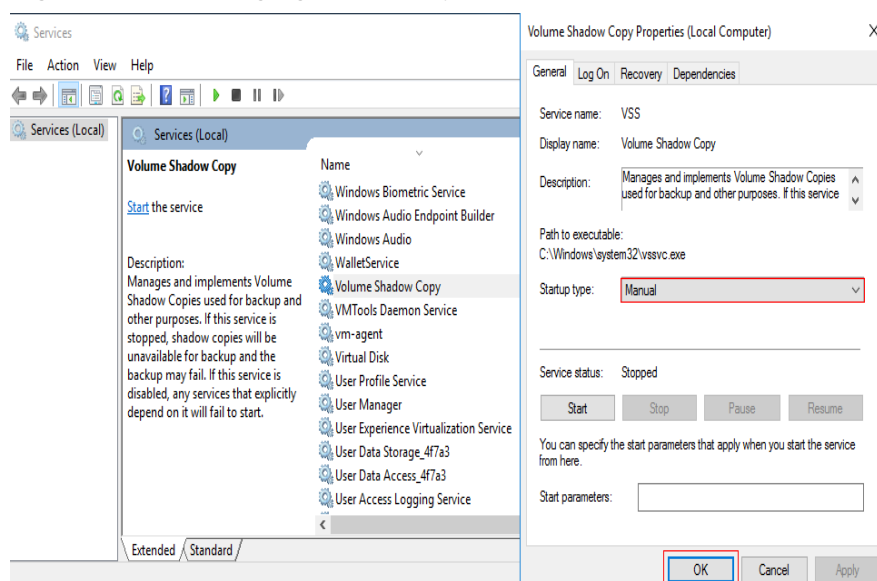 Services
File Action View Help
Services (Local)
Services (Local)
Volume Shadow Copy
Start the service
Description:
Manages and implements Volume
Shadow Copies used for backup and
other purposes. If this service is
stopped, shadow copies will be
unavailable for backup and the
backup may fail. If this service is
disabled, any services that explicitly
depend on it will fail to start.
Name
Windows Biometric Service
Windows Audio Endpoint Builder
Windows Audio
WalletService
Volume Shadow Copy
VMTools Daemon Service
vm-agent
Virtual Disk
User Profile Service
User Manager
User Experience Virtualization Service
User Data Storage_4f7a3
User Data Access_4f7a3
User Access Logging Service
Extended Standard
Volume Shadow Copy Properties (Local Computer)
General Log On Recovery Dependencies
Service name: VSS
Display name: Volume Shadow Copy
Description: Manages and implements Volume Shadow Copies
used for backup and other purposes. If this service
Path to executable:
C:\Windows\system32\vssvc.exe
Startup type: Manual
Service status: Stopped
Start Stop Pause Resume
You can specify the start parameters that apply when you start the service
from here.
Start parameters:
OK Cancel Apply